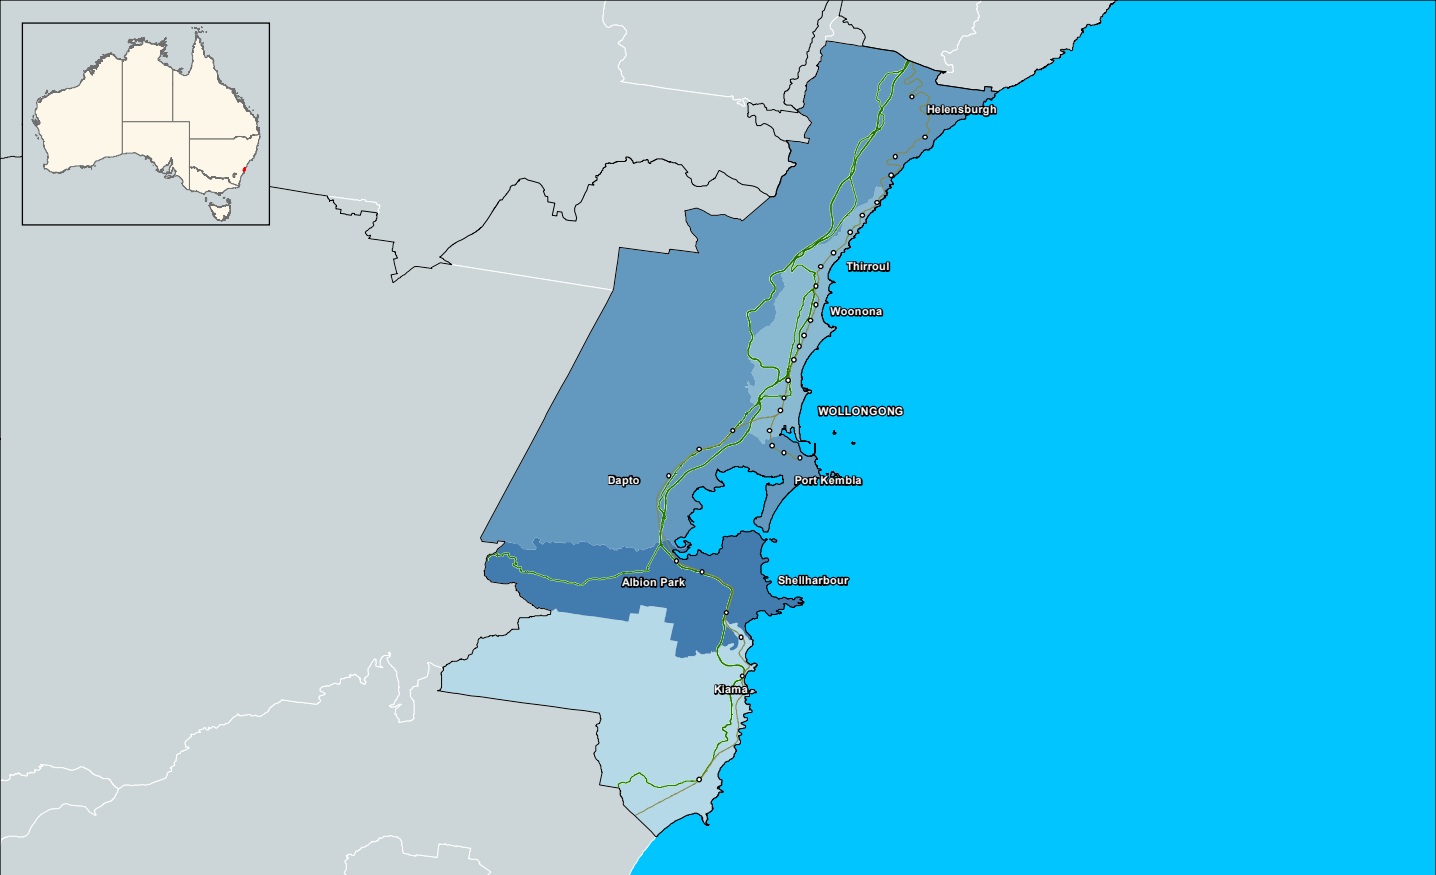 Helensburgh
Thirroul
Woonona
WOLLONGONG
Dapto
Port Kembla
Albion Park
Shellharbour
Kiama